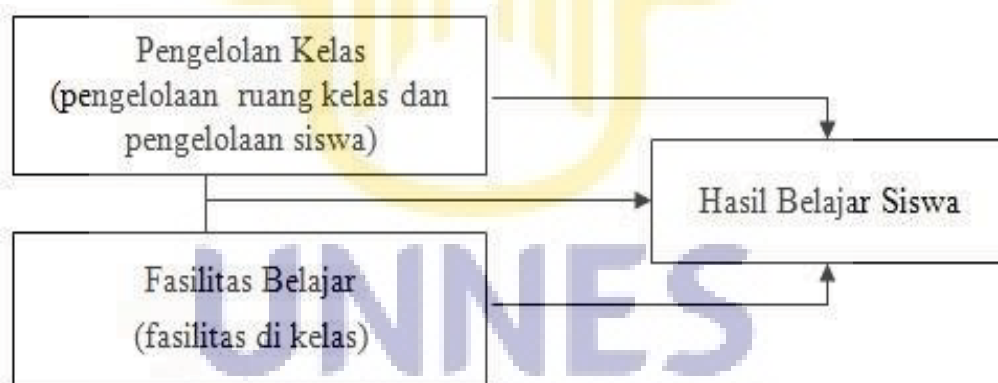 Pengelolan Kelas
(pengelolaan ruang kelas dan
pengelolaan siswa)
Hasil Belajar Siswa
Fasilitas Belajar
(fasilitas di kelas)
UNNES